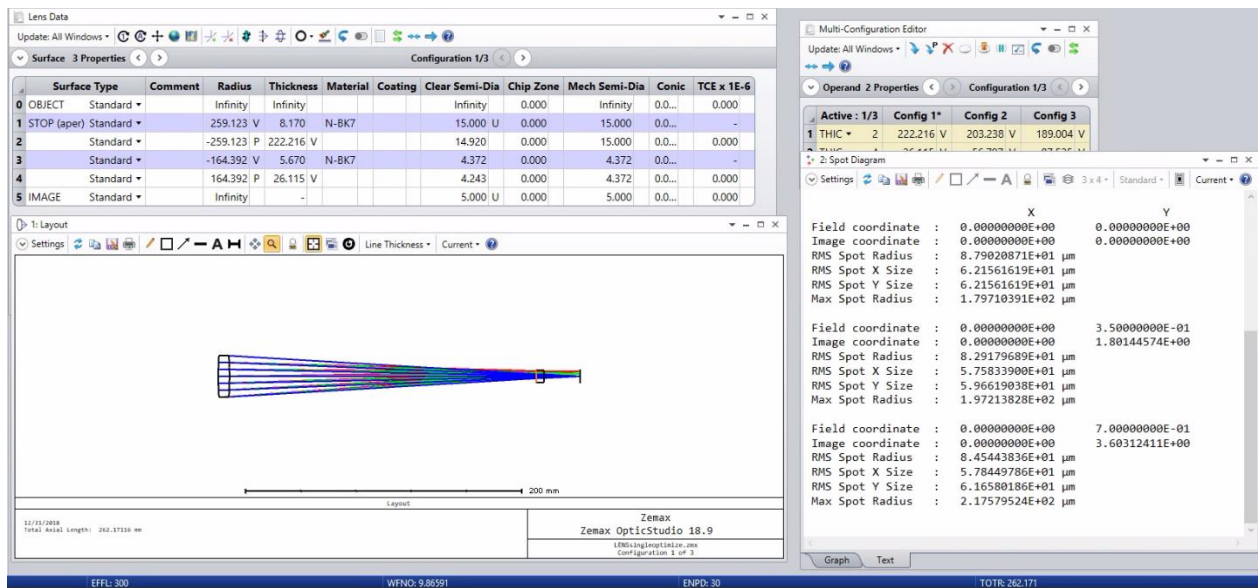 Lens Data
Update: All Windows
Surface 3 Properties Configuration 1/3
Surface Type Comment Radius Thickness Material Coating Clear Semi-Dia Chip Zone Mech Semi-Dia Conic TCE x 1E-6
0 OBJECT Standard Infinity Infinity Infinity 0.000 Infinity 0.0... 0.000
1 STOP (aper) Standard 259.123 V 8.170 N-BK7 15.000 U 0.000 15.000 0.0... -
2 Standard -259.123 P 222.216 V 14.920 0.000 15.000 0.0... 0.000
3 Standard -164.392 V 5.670 N-BK7 4.372 0.000 4.372 0.0... -
4 Standard 164.392 P 26.115 V 4.243 0.000 4.372 0.0... 0.000
5 IMAGE Standard Infinity - 5.000 U 0.000 5.000 0.0... 0.000
Multi-Configuration Editor
Update: All Windows
Operand 2 Properties Configuration 1/3
Active : 1/3 Config 1* Config 2 Config 3
1 THIC 2 222.216 V 203.238 V 189.004 V
1: Layout
Settings Line Thickness Current
200 mm
Layout
12/31/2018
Total Axial Length: 262.17116 mm
Zemax
Zemax OpticStudio 18.9
LENSsingleoptimize.zmx
Configuration 1 of 3
2: Spot Diagram
Settings 3 x 4 Standard Current
X Y
Field coordinate : 0.00000000E+00 0.00000000E+00
Image coordinate : 0.00000000E+00 0.00000000E+00
RMS Spot Radius : 8.79020871E+01 µm
RMS Spot X Size : 6.21561619E+01 µm
RMS Spot Y Size : 6.21561619E+01 µm
Max Spot Radius : 1.79710391E+02 µm
Field coordinate : 0.00000000E+00 3.50000000E-01
Image coordinate : 0.00000000E+00 1.80144574E+00
RMS Spot Radius : 8.29179689E+01 µm
RMS Spot X Size : 5.75833900E+01 µm
RMS Spot Y Size : 5.96619038E+01 µm
Max Spot Radius : 1.97213828E+02 µm
Field coordinate : 0.00000000E+00 7.00000000E-01
Image coordinate : 0.00000000E+00 3.60312411E+00
RMS Spot Radius : 8.45443836E+01 µm
RMS Spot X Size : 5.78449786E+01 µm
RMS Spot Y Size : 6.16580186E+01 µm
Max Spot Radius : 2.17579524E+02 µm
Graph Text
EFFL: 300 WFNO: 9.86591 ENPD: 30 TOTR: 262.171